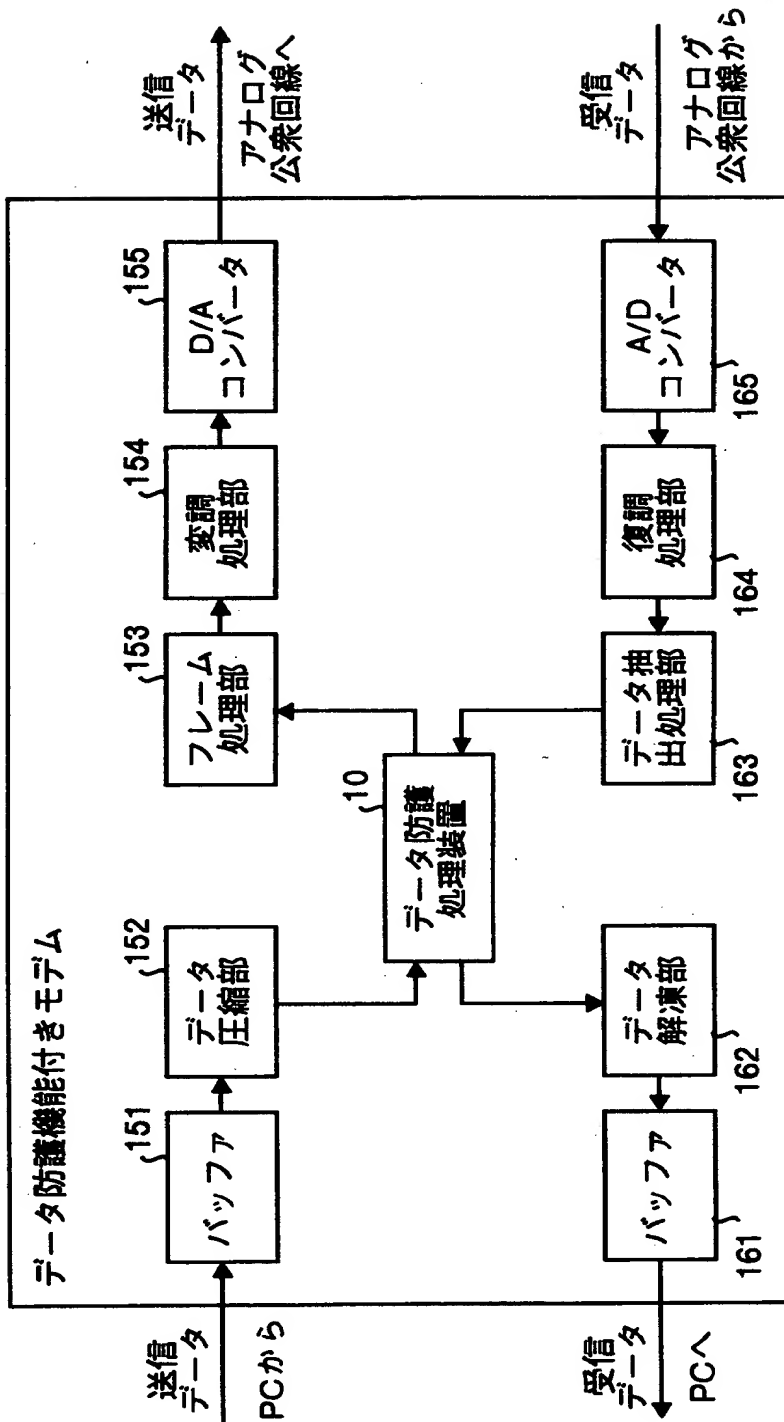 データ防護機能付きモデム
送信
データ
PCから
151
バッファ
152
データ
圧縮部
10
データ防護
処理装置
153
フレーム
処理部
154
変調
処理部
155
D/A
コンバータ
送信
データ
アナログ
公衆回線へ
受信
データ
アナログ
公衆回線から
A/D
コンバータ
165
復調
処理部
164
データ抽
出処理部
163
データ
解凍部
162
バッファ
161
受信
データ
PCへ